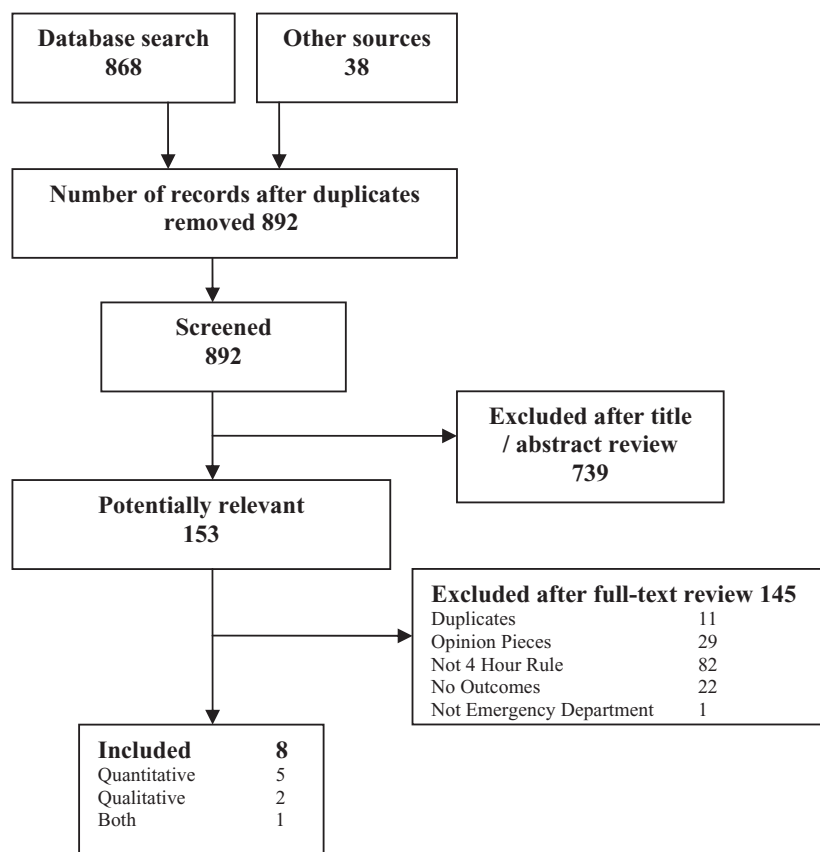 Database search
868
Other sources
38
Number of records after duplicates
removed 892
Screened
892
Excluded after title
/ abstract review
739
Potentially relevant
153
Excluded after full-text review 145
Duplicates 11
Opinion Pieces 29
Not 4 Hour Rule 82
No Outcomes 22
Not Emergency Department 1
Included 8
Quantitative 5
Qualitative 2
Both 1